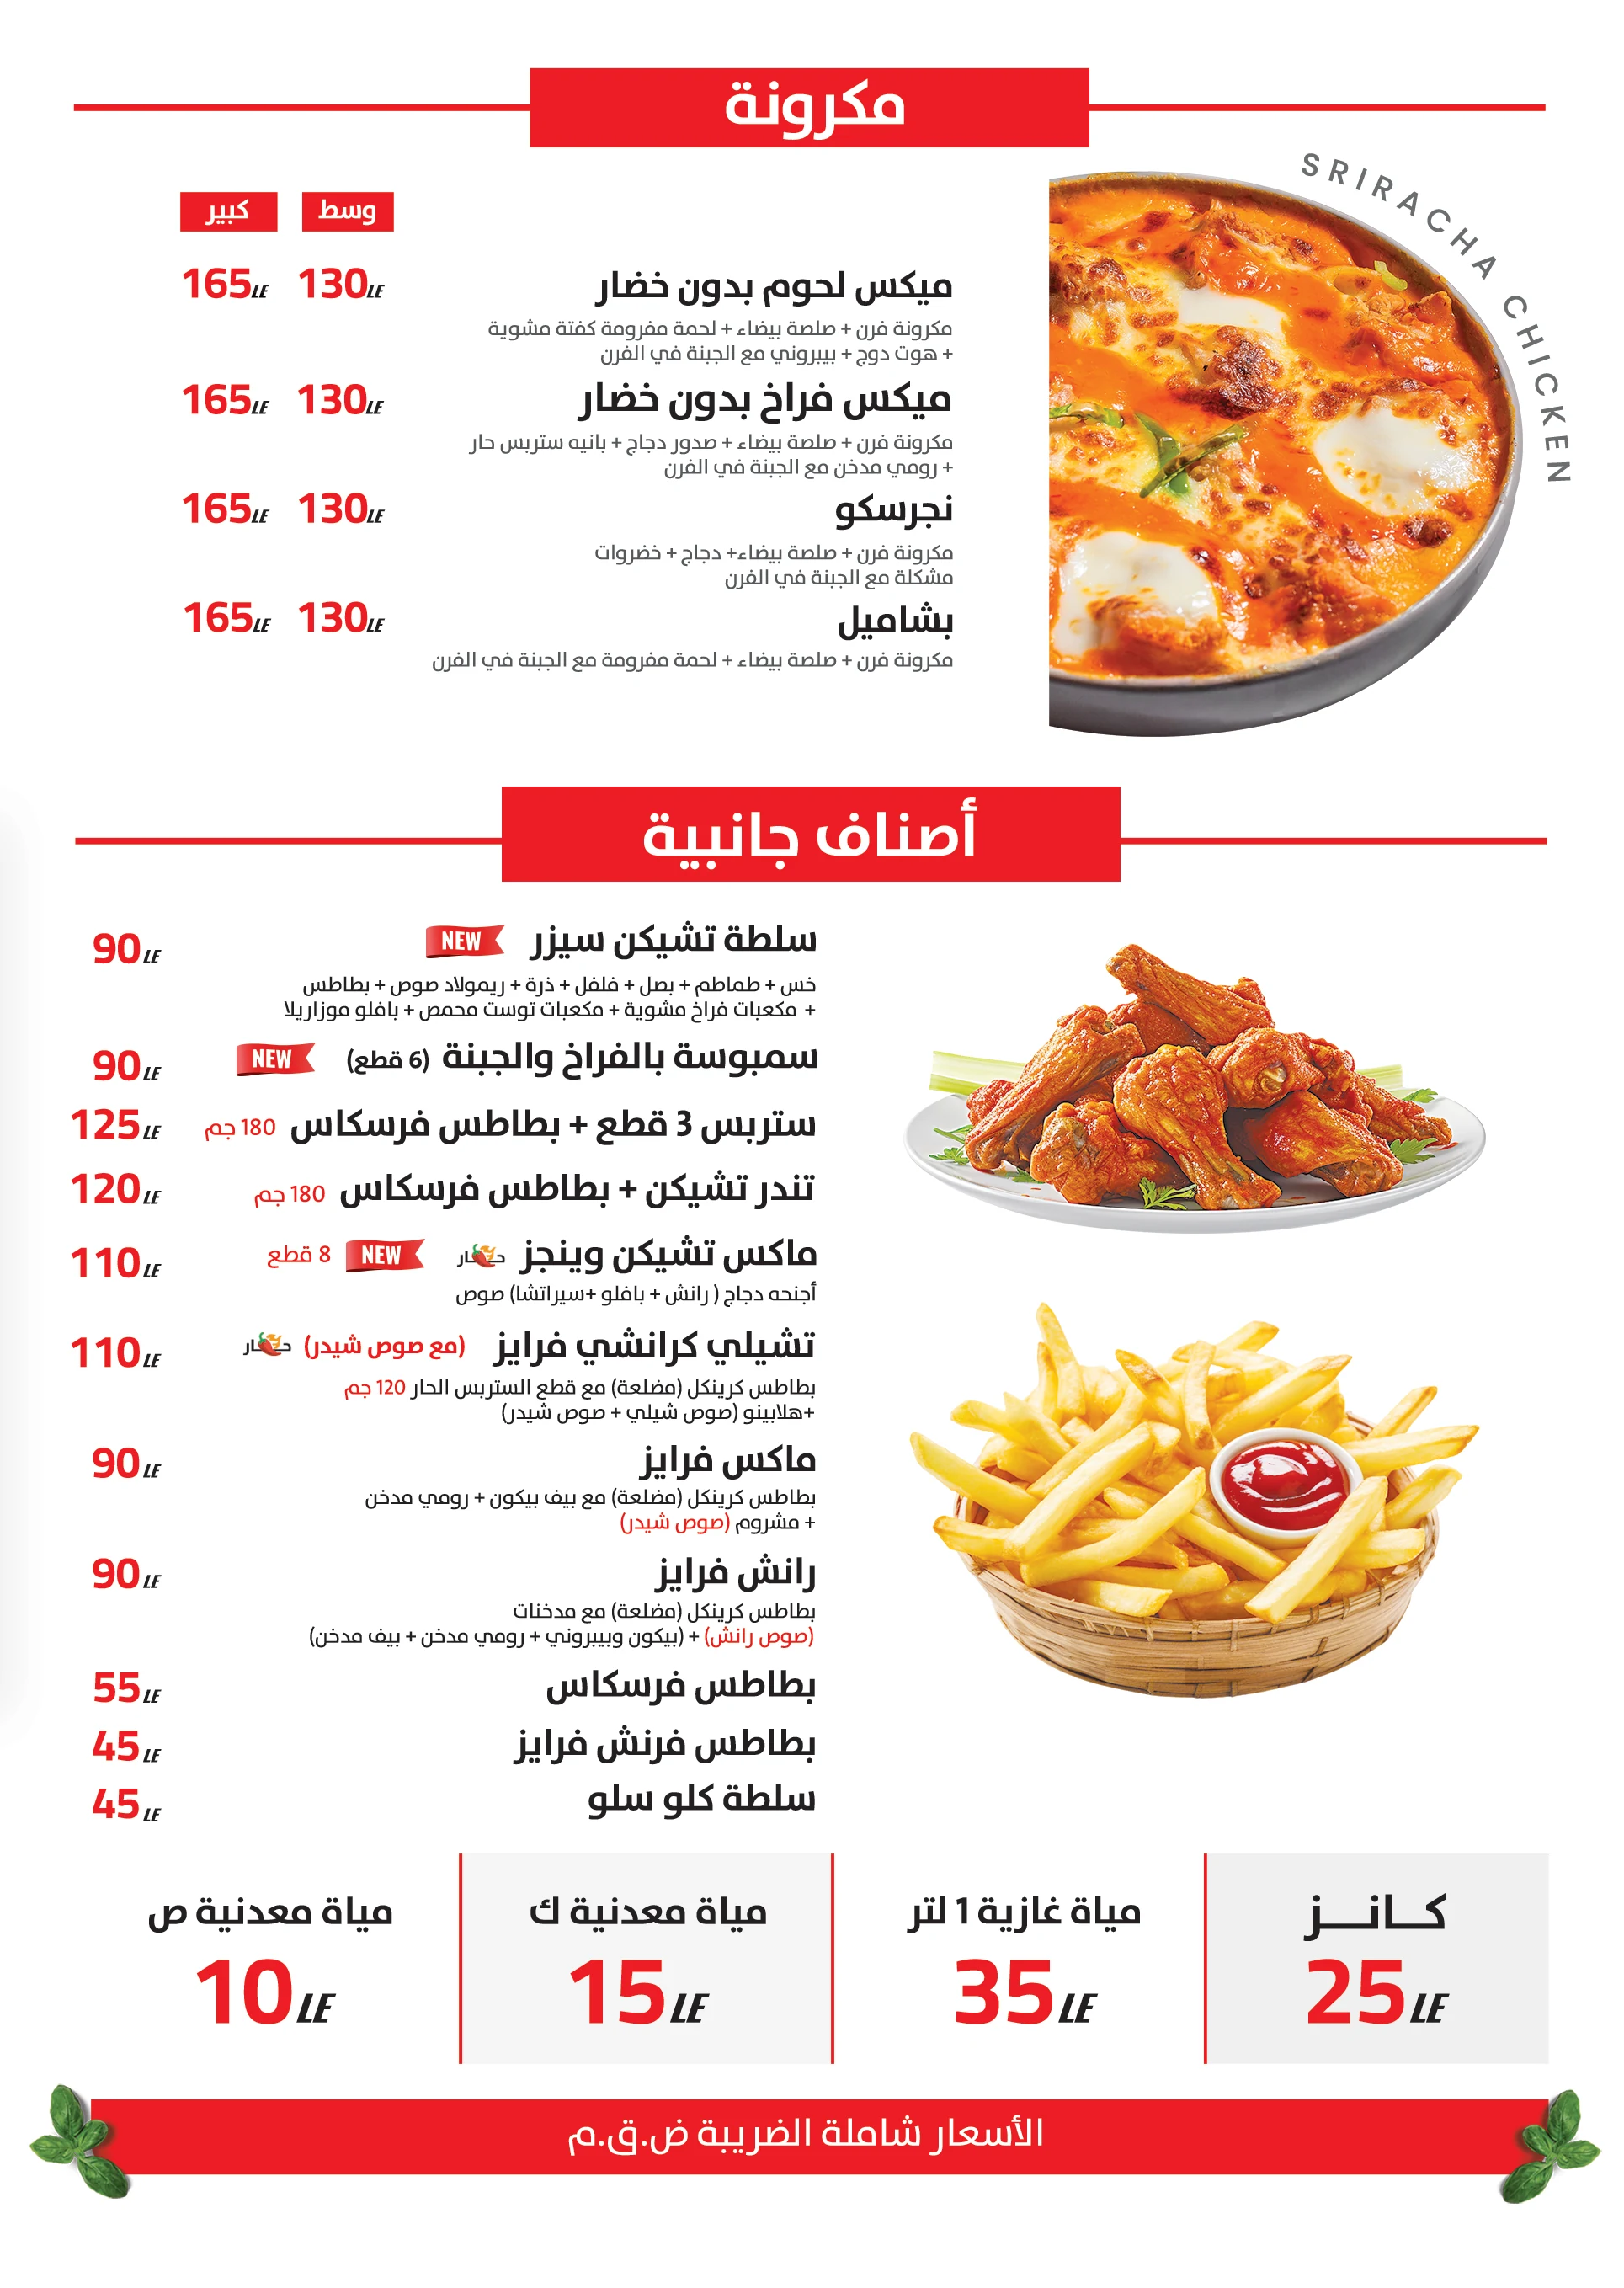 مكرونة
SRIRACHA CHICKEN
وسط كبير
ميكس لحوم بدون خضار 130LE 165LE
مكرونة فرن + صلصة بيضاء + لحمة مفرومة كفتة مشوية
+ هوت دوج + بيبروني مع الجبنة في الفرن
ميكس فراخ بدون خضار 130LE 165LE
مكرونة فرن + صلصة بيضاء + صدور دجاج + بانيه ستربس حار
+ رومي مدخن مع الجبنة في الفرن
نجرسكو 130LE 165LE
مكرونة فرن + صلصة بيضاء+ دجاج + خضروات
مشكلة مع الجبنة في الفرن
بشاميل 130LE 165LE
مكرونة فرن + صلصة بيضاء + لحمة مفرومة مع الجبنة في الفرن
أصناف جانبية
سلطة تشيكن سيزر NEW 90LE
خس + طماطم + بصل + فلفل + ذرة + ريمولاد صوص + بطاطس
+ مكعبات فراخ مشوية + مكعبات توست محمص + بافلو موزاريلا
سمبوسة بالفراخ والجبنة (6 قطع) NEW 90LE
ستربس 3 قطع + بطاطس فرسكاس 180 جم 125LE
تندر تشيكن + بطاطس فرسكاس 180 جم 120LE
ماكس تشيكن وينجز حار NEW 8 قطع 110LE
أجنحه دجاج ( رانش + بافلو +سيراتشا) صوص
تشيلي كرانشي فرايز (مع صوص شيدر) حار 110LE
بطاطس كرينكل (مضلعة) مع قطع الستربس الحار 120 جم
+هلابينو (صوص شيلي + صوص شيدر)
ماكس فرايز 90LE
بطاطس كرينكل (مضلعة) مع بيف بيكون + رومي مدخن
+ مشروم (صوص شيدر)
رانش فرايز 90LE
بطاطس كرينكل (مضلعة) مع مدخنات
(صوص رانش) + (بيكون وبيبروني + رومي مدخن + بيف مدخن)
بطاطس فرسكاس 55LE
بطاطس فرنش فرايز 45LE
سلطة كلو سلو 45LE
كــانــز
25LE
مياة غازية 1 لتر
35LE
مياة معدنية ك
15LE
مياة معدنية ص
10LE
الأسعار شاملة الضريبة ض.ق.م